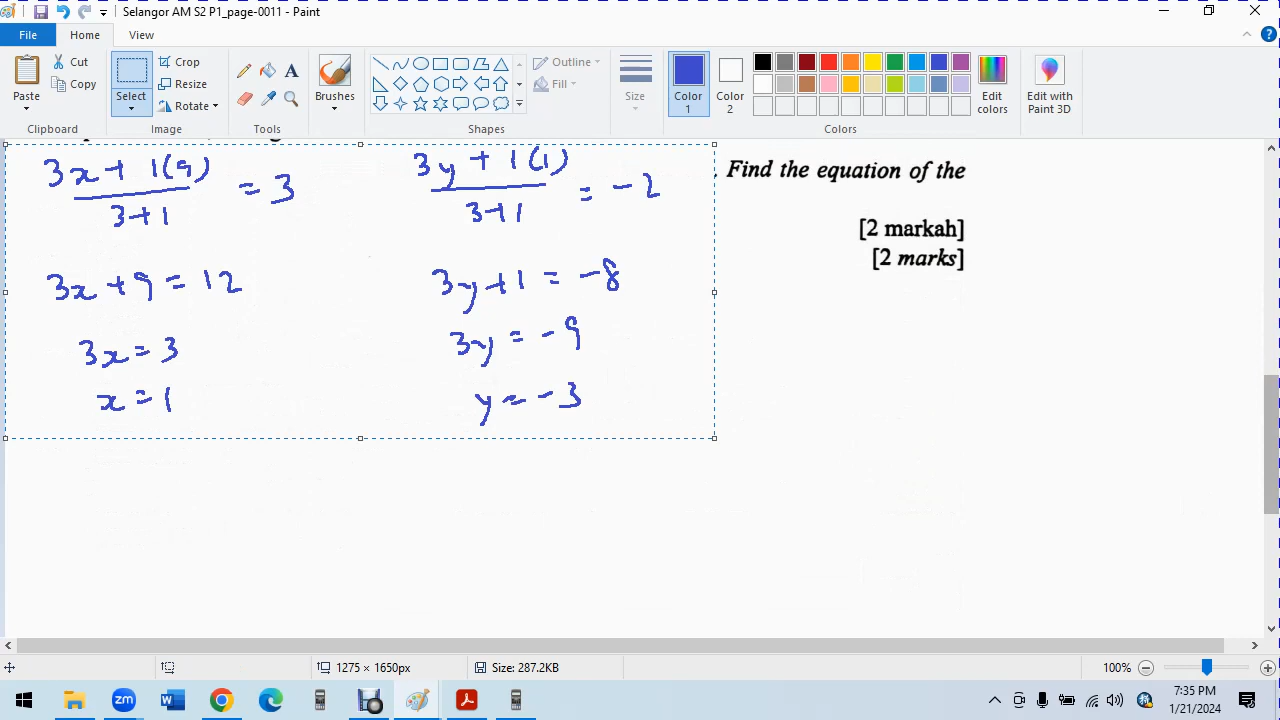 Selangor AM S2 P1_page-0011 - Paint
File Home View
Paste Cut Copy Select Crop Resize Rotate Brushes Outline Fill Size Color 1 Color 2 Edit colors Edit with Paint 3D
Clipboard Image Tools Shapes Colors
3x + 1(9) / 3+1 = 3
3x + 9 = 12
3x = 3
x = 1
3y + 1(1) / 3+1 = -2
3y + 1 = -8
3y = -9
y = -3
Find the equation of the
[2 markah]
[2 marks]
1275 × 1650px Size: 287.2KB 100%
zm W 7:35 PM
1/21/2024